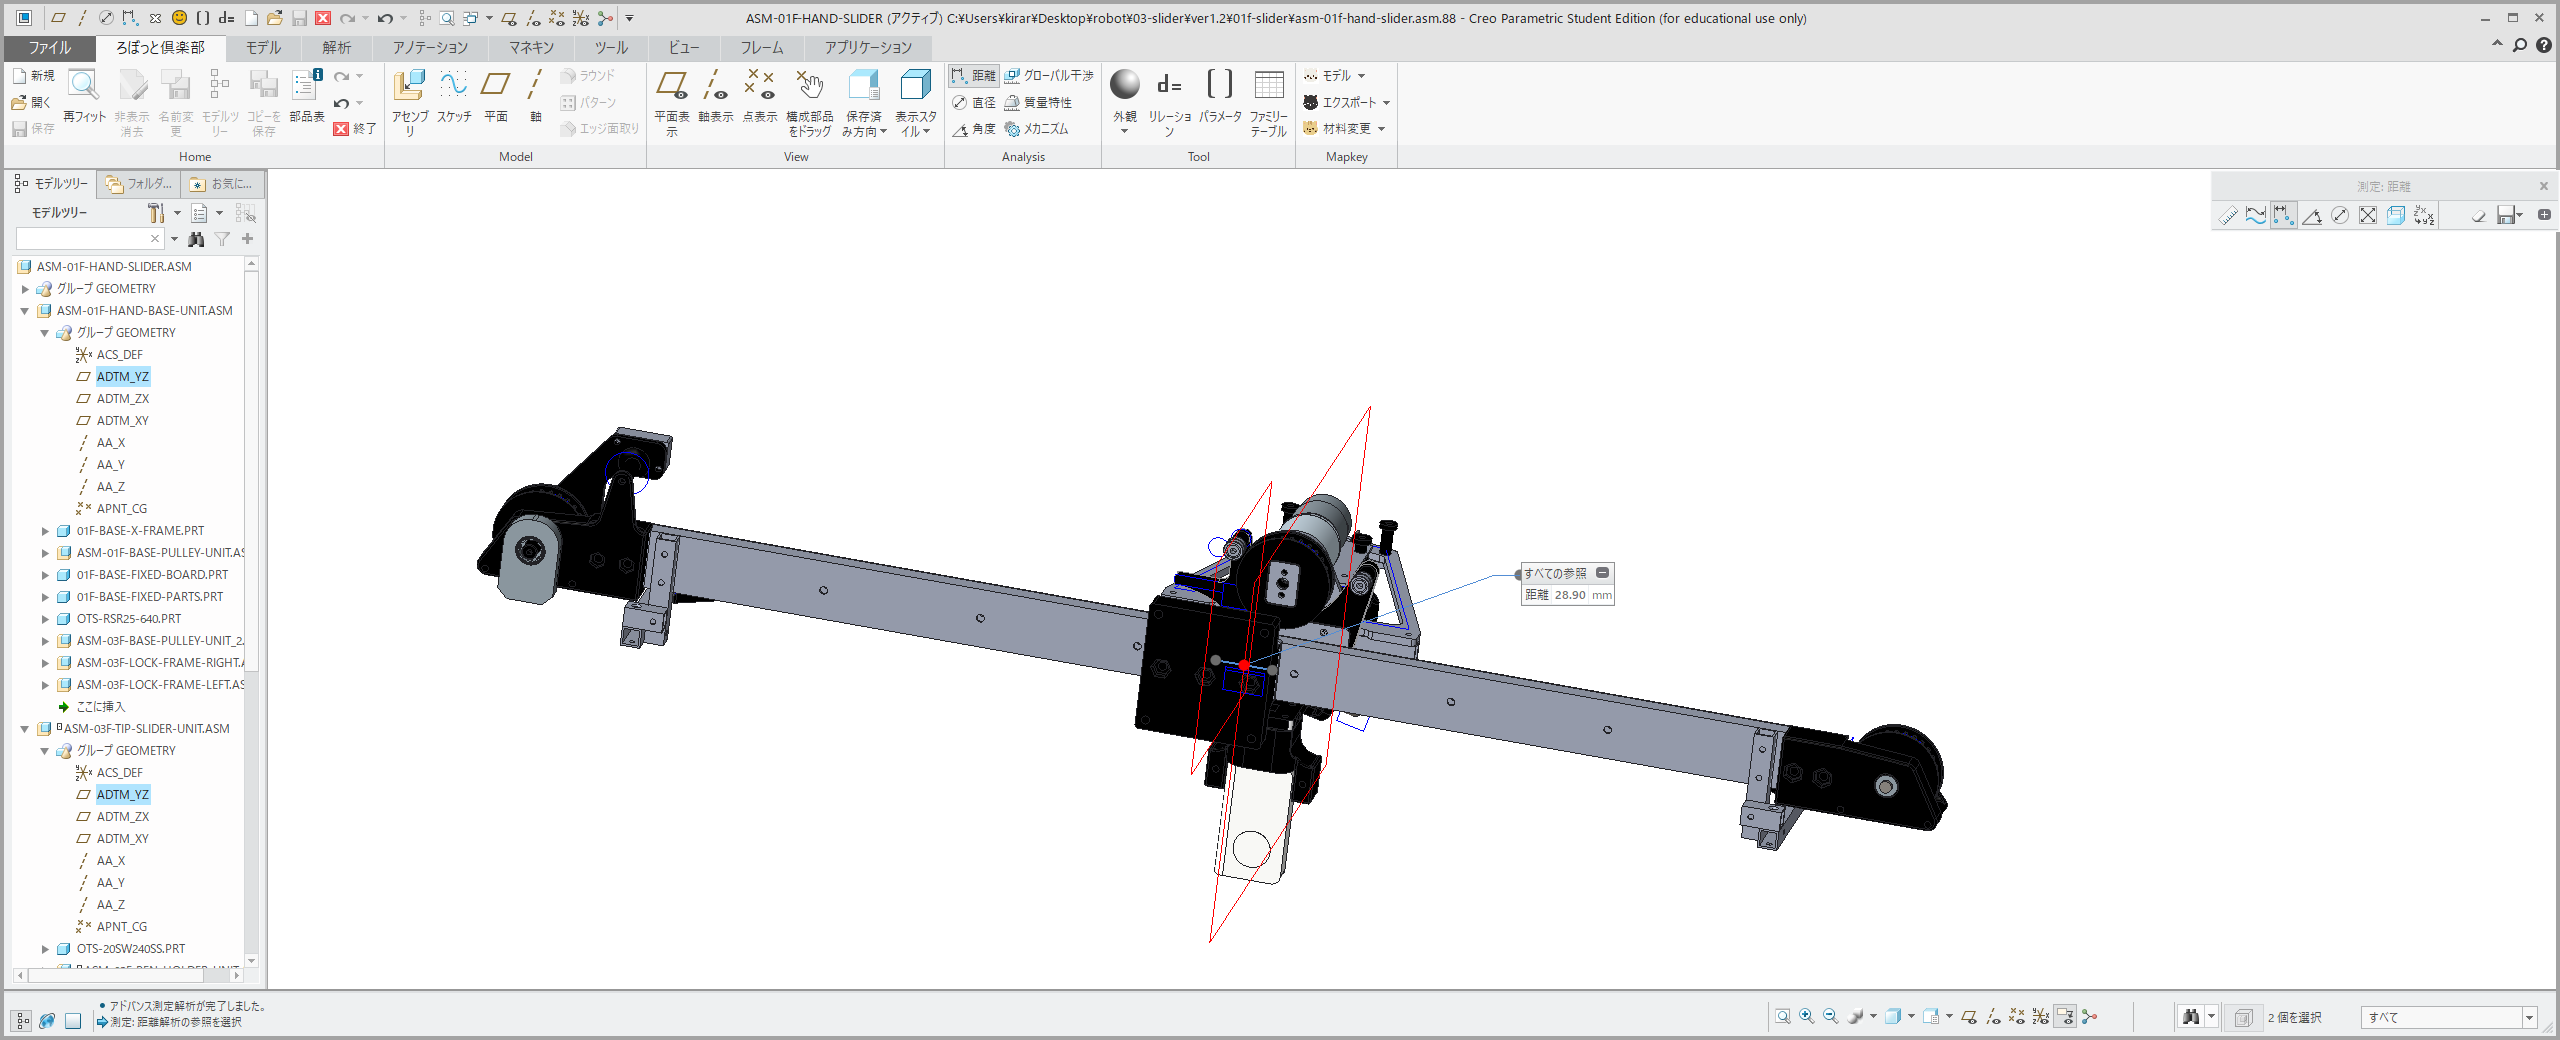 ASM-01F-HAND-SLIDER (アクティブ) C:¥Users¥kirar¥Desktop¥robot¥03-slider¥ver1.2¥01f-slider¥asm-01f-hand-slider.asm.88 - Creo Parametric Student Edition (for educational use only)
ファイル ろぼっと倶楽部 モデル 解析 アノテーション マネキン ツール ビュー フレーム アプリケーション
新規
開く
保存
再フィット
非表示
消去
名前変
更
モデルツ
リー
コピーを
保存
部品表
終了
アセンブ
リ
スケッチ
平面
軸
ラウンド
パターン
エッジ面取り
平面表
示
軸表示
点表示
構成部品
をドラッグ
保存済
み方向
表示スタ
イル
距離
直径
角度
グローバル干渉
質量特性
メカニズム
外観
リレーショ
ン
パラメータ
ファミリー
テーブル
モデル
エクスポート
材料変更
Home Model View Analysis Tool Mapkey
モデルツリー フォルダ... お気に...
モデルツリー
ASM-01F-HAND-SLIDER.ASM
グループ GEOMETRY
ASM-01F-HAND-BASE-UNIT.ASM
グループ GEOMETRY
ACS_DEF
ADTM_YZ
ADTM_ZX
ADTM_XY
AA_X
AA_Y
AA_Z
APNT_CG
01F-BASE-X-FRAME.PRT
ASM-01F-BASE-PULLEY-UNIT.AS
01F-BASE-FIXED-BOARD.PRT
01F-BASE-FIXED-PARTS.PRT
OTS-RSR25-640.PRT
ASM-03F-BASE-PULLEY-UNIT_2.
ASM-03F-LOCK-FRAME-RIGHT.A
ASM-03F-LOCK-FRAME-LEFT.AS
ここに挿入
ASM-03F-TIP-SLIDER-UNIT.ASM
グループ GEOMETRY
ACS_DEF
ADTM_YZ
ADTM_ZX
ADTM_XY
AA_X
AA_Y
AA_Z
APNT_CG
OTS-20SW240SS.PRT
測定: 距離
すべての参照
距離 28.90 mm
アドバンス測定解析が完了しました。
測定: 距離解析の参照を選択
2 個を選択
すべて